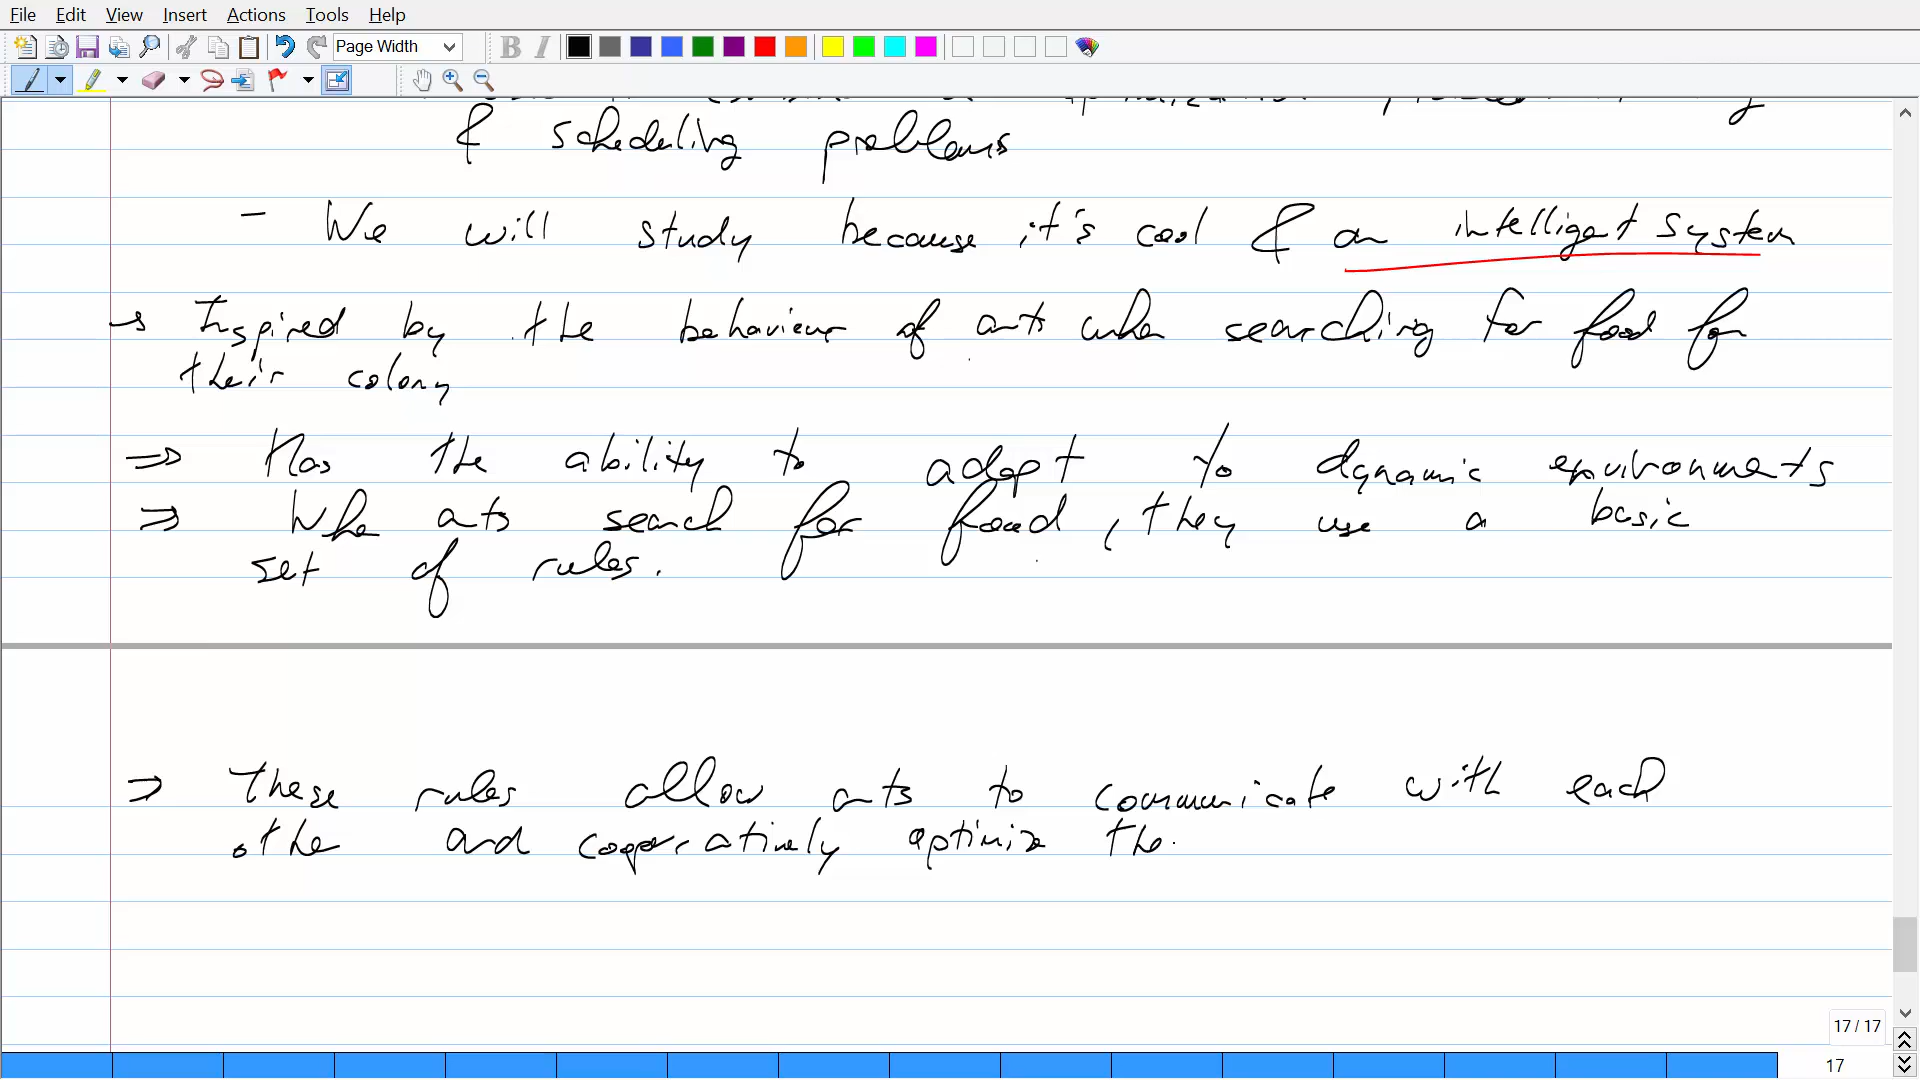 File Edit View Insert Actions Tools Help
Page Width
B I
& scheduling problems
- We will study because it's cool & an intelligent system
→ Inspired by the behaviour of ants when searching for food for
their colony
⇒ Has the ability to adapt to dynamic environments
⇒ When ants search for food, they use a basic
set of rules.
⇒ These rules allow ants to communicate with each
other and cooperatively optimize the
17 / 17
17